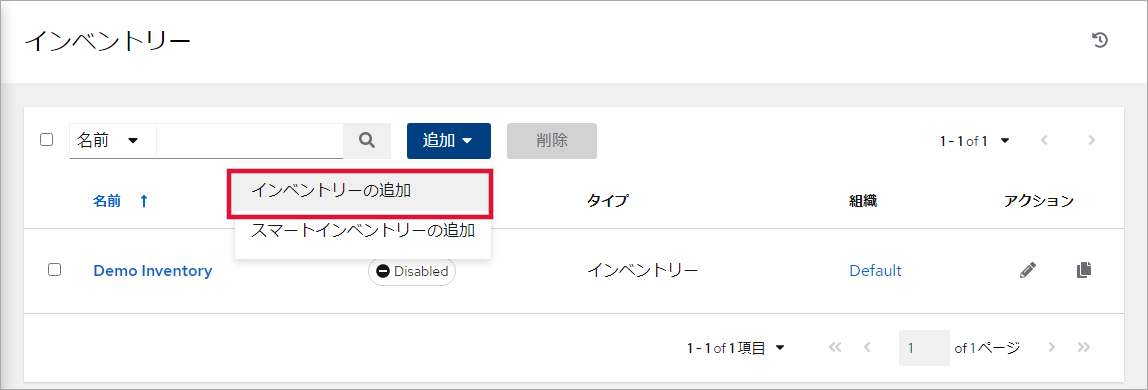 インベントリー
名前 追加 削除 1 - 1 of 1
インベントリーの追加
スマートインベントリーの追加
名前 タイプ 組織 アクション
Demo Inventory Disabled インベントリー Default
1 - 1 of 1 項目 1 of 1 ページ